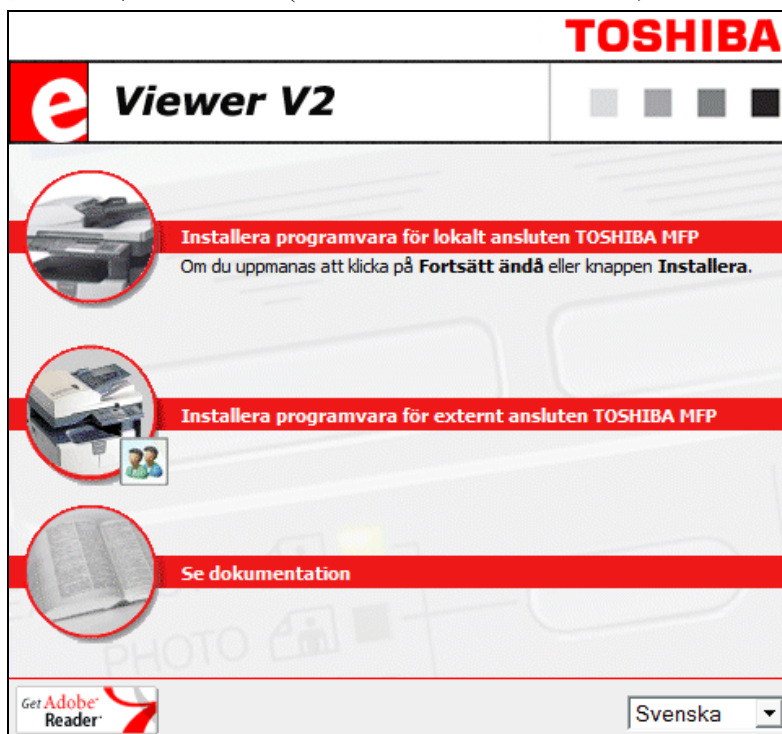 TOSHIBA
e Viewer V2
Installera programvara för lokalt ansluten TOSHIBA MFP
Om du uppmanas att klicka på Fortsätt ändå eller knappen Installera.
Installera programvara för externt ansluten TOSHIBA MFP
Se dokumentation
PHOTO
Get Adobe
Reader
Svenska